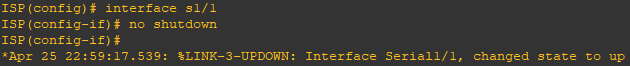 ISP(config)# interface s1/1
ISP(config-if)# no shutdown
ISP(config-if)#
*Apr 25 22:59:17.539: %LINK-3-UPDOWN: Interface Serial1/1, changed state to up